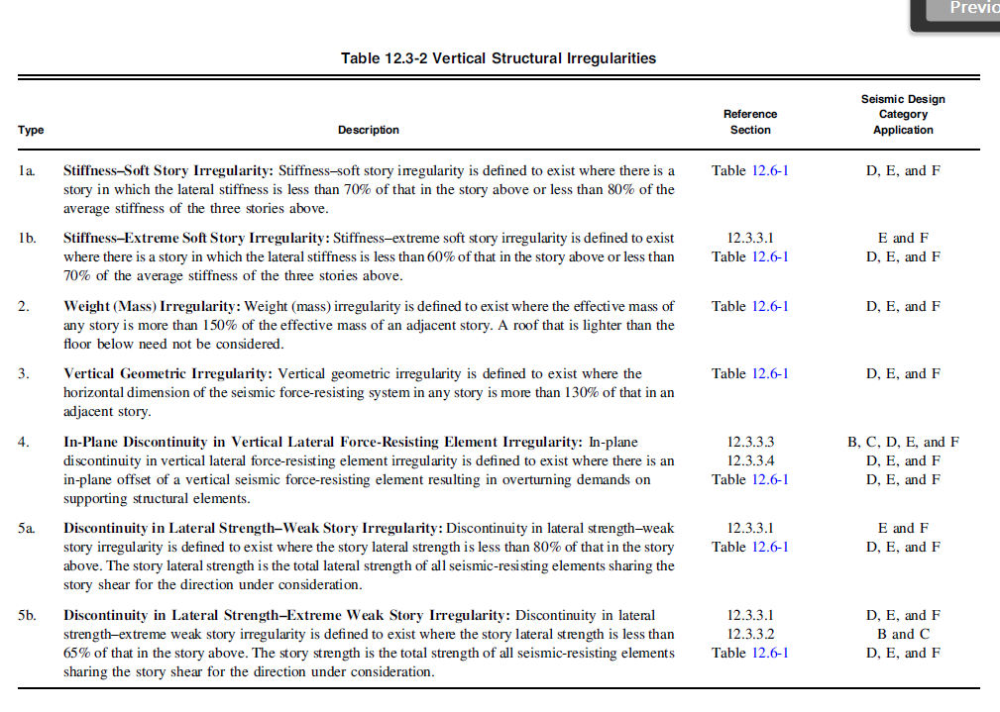 Previo
Table 12.3-2 Vertical Structural Irregularities
Type
Description
Reference
Section
Seismic Design
Category
Application
1a.
Stiffness–Soft Story Irregularity: Stiffness–soft story irregularity is defined to exist where there is a
story in which the lateral stiffness is less than 70% of that in the story above or less than 80% of the
average stiffness of the three stories above.
Table 12.6-1
D, E, and F
1b.
Stiffness–Extreme Soft Story Irregularity: Stiffness–extreme soft story irregularity is defined to exist
where there is a story in which the lateral stiffness is less than 60% of that in the story above or less than
70% of the average stiffness of the three stories above.
12.3.3.1
E and F
Table 12.6-1
D, E, and F
2.
Weight (Mass) Irregularity: Weight (mass) irregularity is defined to exist where the effective mass of
any story is more than 150% of the effective mass of an adjacent story. A roof that is lighter than the
floor below need not be considered.
Table 12.6-1
D, E, and F
3.
Vertical Geometric Irregularity: Vertical geometric irregularity is defined to exist where the
horizontal dimension of the seismic force-resisting system in any story is more than 130% of that in an
adjacent story.
Table 12.6-1
D, E, and F
4.
In-Plane Discontinuity in Vertical Lateral Force-Resisting Element Irregularity: In-plane
discontinuity in vertical lateral force-resisting element irregularity is defined to exist where there is an
in-plane offset of a vertical seismic force-resisting element resulting in overturning demands on
supporting structural elements.
12.3.3.3
B, C, D, E, and F
12.3.3.4
D, E, and F
Table 12.6-1
D, E, and F
5a.
Discontinuity in Lateral Strength–Weak Story Irregularity: Discontinuity in lateral strength–weak
story irregularity is defined to exist where the story lateral strength is less than 80% of that in the story
above. The story lateral strength is the total lateral strength of all seismic-resisting elements sharing the
story shear for the direction under consideration.
12.3.3.1
E and F
Table 12.6-1
D, E, and F
5b.
Discontinuity in Lateral Strength–Extreme Weak Story Irregularity: Discontinuity in lateral
strength–extreme weak story irregularity is defined to exist where the story lateral strength is less than
65% of that in the story above. The story strength is the total strength of all seismic-resisting elements
sharing the story shear for the direction under consideration.
12.3.3.1
D, E, and F
12.3.3.2
B and C
Table 12.6-1
D, E, and F